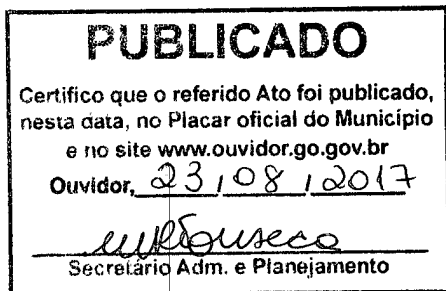 PUBLICADO
Certifico que o referido Ato foi publicado,
nesta data, no Placar oficial do Município
e no site www.ouvidor.go.gov.br
Ouvidor, 23/08/2017
Secretário Adm. e Planejamento